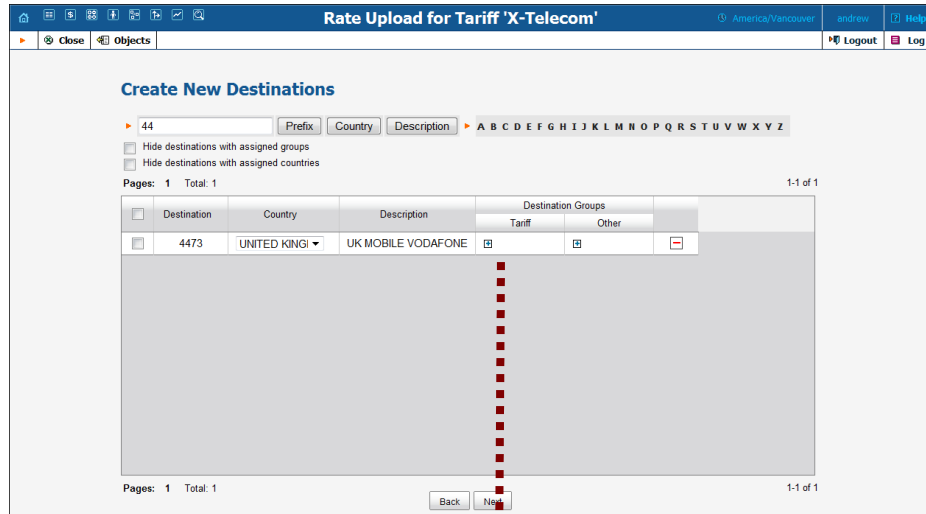 Rate Upload for Tariff 'X-Telecom'
America/Vancouver
andrew
Help
Close
Objects
Logout
Log
Create New Destinations
44
Prefix
Country
Description
A B C D E F G H I J K L M N O P Q R S T U V W X Y Z
Hide destinations with assigned groups
Hide destinations with assigned countries
Pages: 1 Total: 1
1-1 of 1
Destination
Country
Description
Destination Groups
Tariff
Other
4473
UNITED KING
UK MOBILE VODAFONE
Pages: 1 Total: 1
1-1 of 1
Back
Next